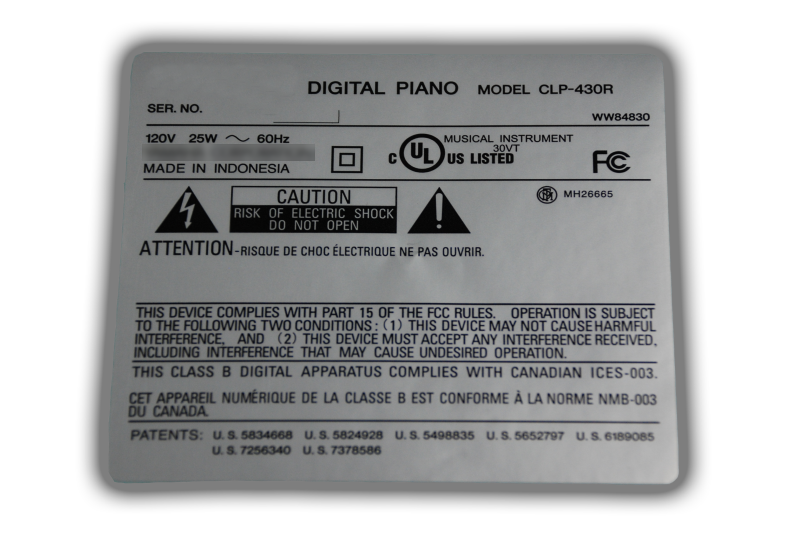 DIGITAL PIANO MODEL CLP-430R
SER. NO.
WW84830
120V 25W ～ 60Hz
MADE IN INDONESIA
C UL US LISTED
MUSICAL INSTRUMENT
30VT
FC
CAUTION
RISK OF ELECTRIC SHOCK
DO NOT OPEN
MH26665
ATTENTION-RISQUE DE CHOC ÉLECTRIQUE NE PAS OUVRIR.
THIS DEVICE COMPLIES WITH PART 15 OF THE FCC RULES. OPERATION IS SUBJECT
TO THE FOLLOWING TWO CONDITIONS : (1) THIS DEVICE MAY NOT CAUSE HARMFUL
INTERFERENCE, AND (2) THIS DEVICE MUST ACCEPT ANY INTERFERENCE RECEIVED,
INCLUDING INTERFERENCE THAT MAY CAUSE UNDESIRED OPERATION.
THIS CLASS B DIGITAL APPARATUS COMPLIES WITH CANADIAN ICES-003.
CET APPAREIL NUMÉRIQUE DE LA CLASSE B EST CONFORME À LA NORME NMB-003
DU CANADA.
PATENTS: U. S. 5834668 U. S. 5824928 U. S. 5498835 U. S. 5652797 U. S. 6189085
U. S. 7256340 U. S. 7378586